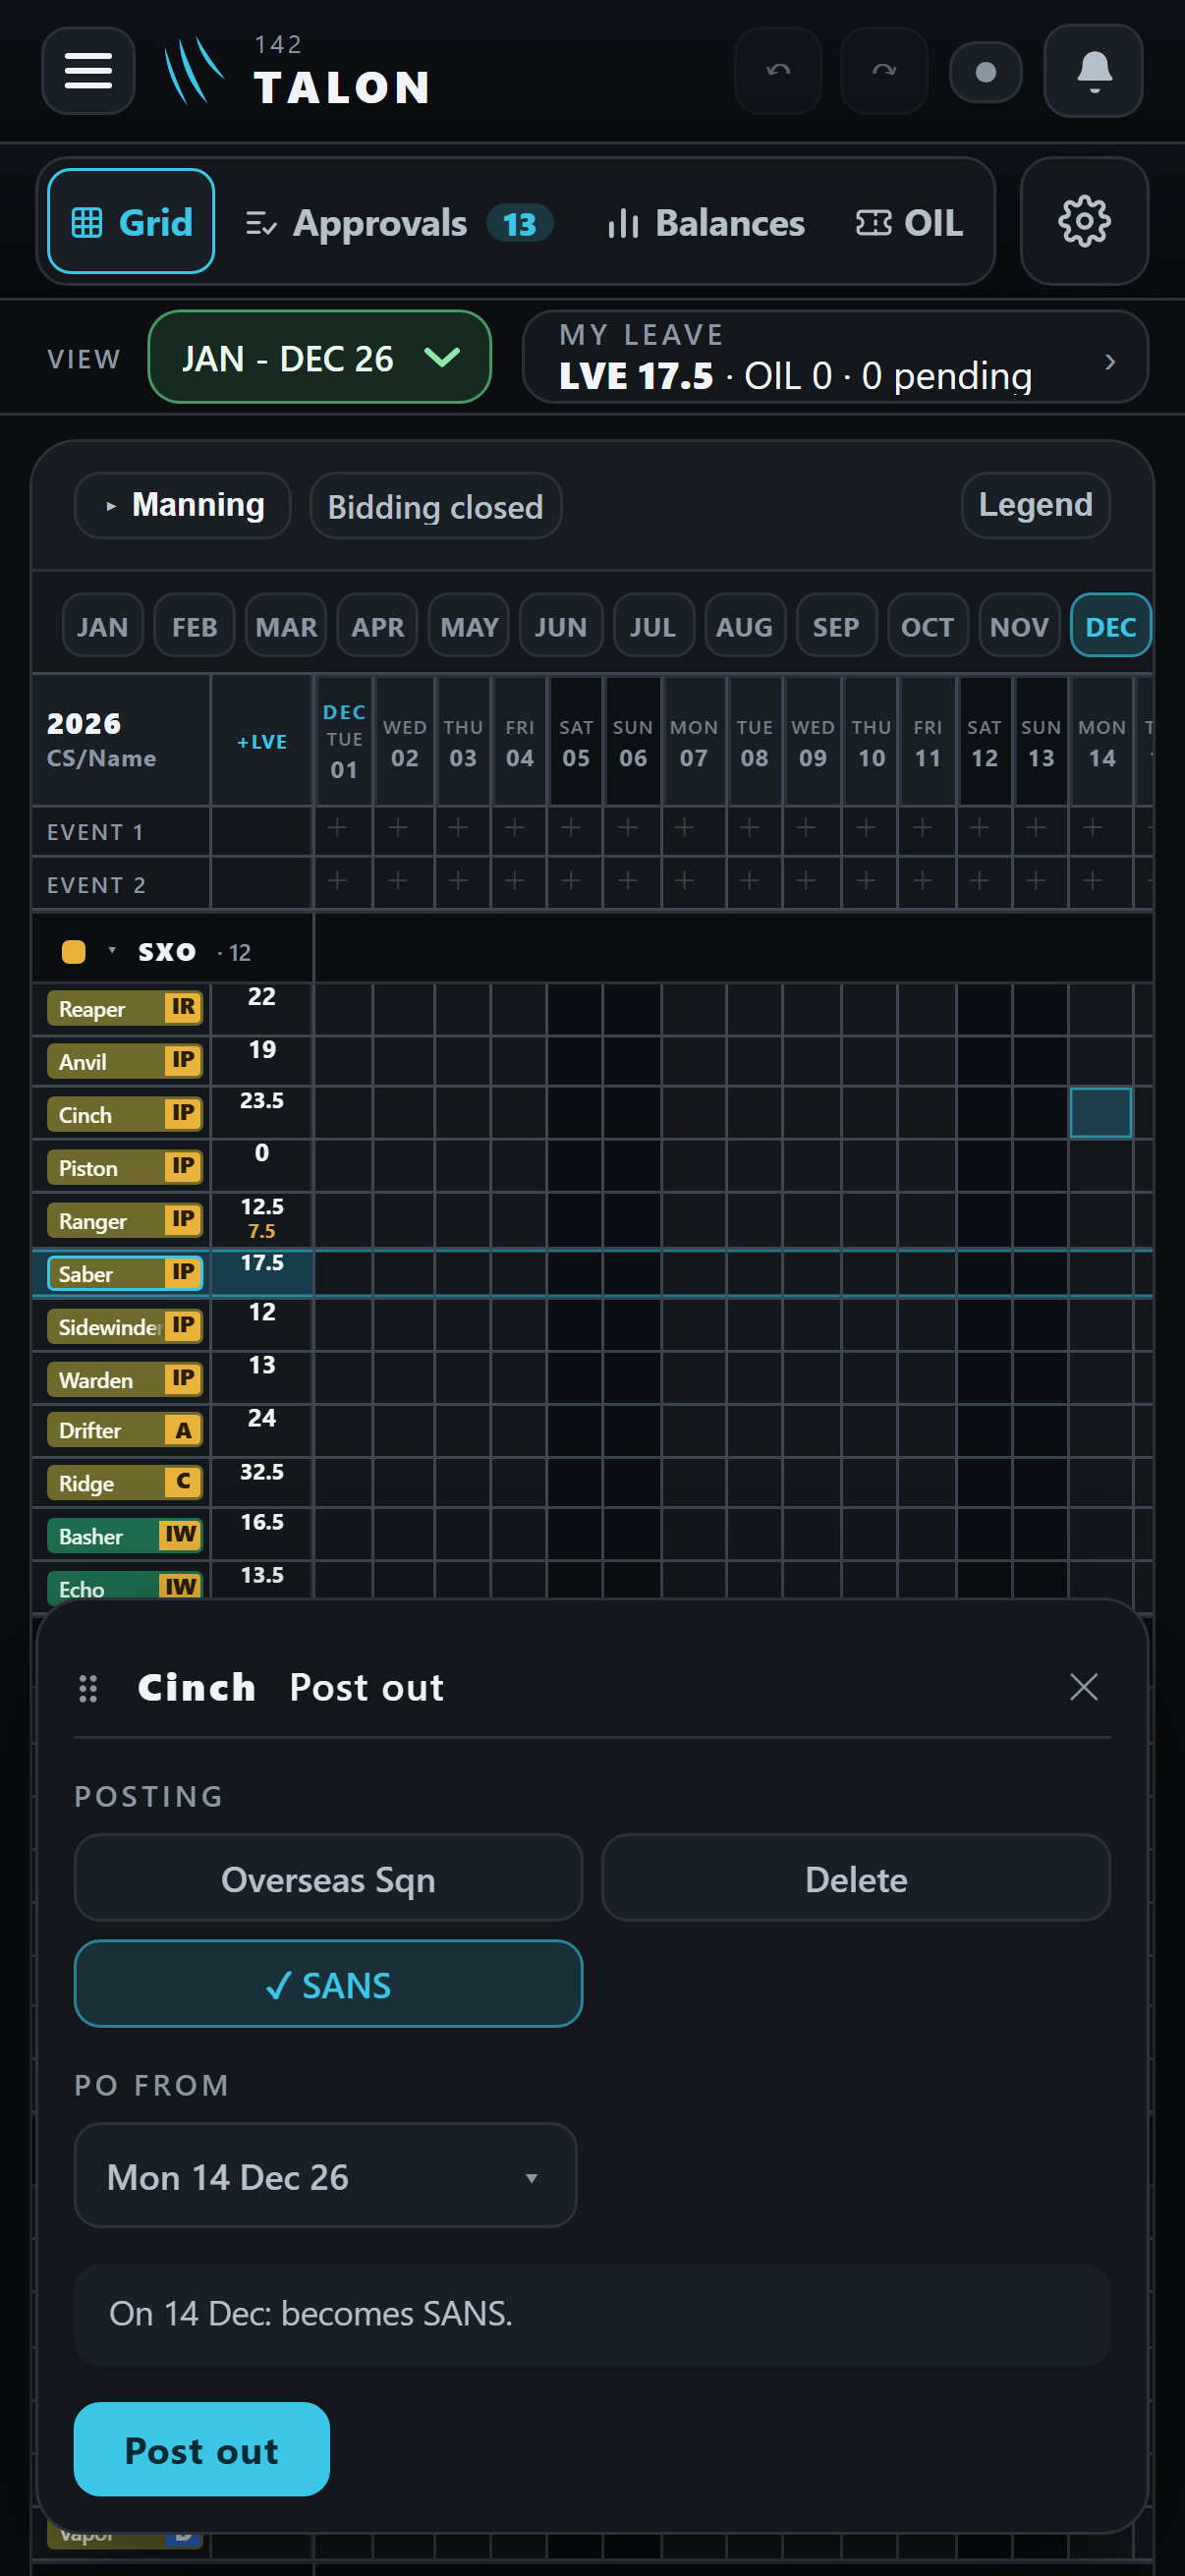 142
TALON
Grid
Approvals 13
Balances
OIL
VIEW
JAN - DEC 26
MY LEAVE
LVE 17.5 · OIL 0 · 0 pending
Manning
Bidding closed
Legend
JAN FEB MAR APR MAY JUN JUL AUG SEP OCT NOV DEC
2026
CS/Name
+LVE
DEC TUE 01
WED 02
THU 03
FRI 04
SAT 05
SUN 06
MON 07
TUE 08
WED 09
THU 10
FRI 11
SAT 12
SUN 13
MON 14
EVENT 1
EVENT 2
SXO · 12
Reaper IR 22
Anvil IP 19
Cinch IP 23.5
Piston IP 0
Ranger IP 12.5
7.5
Saber IP 17.5
Sidewinder IP 12
Warden IP 13
Drifter A 24
Ridge C 32.5
Basher IW 16.5
Echo IW 13.5
Cinch Post out
POSTING
Overseas Sqn
Delete
✓ SANS
PO FROM
Mon 14 Dec 26
On 14 Dec: becomes SANS.
Post out